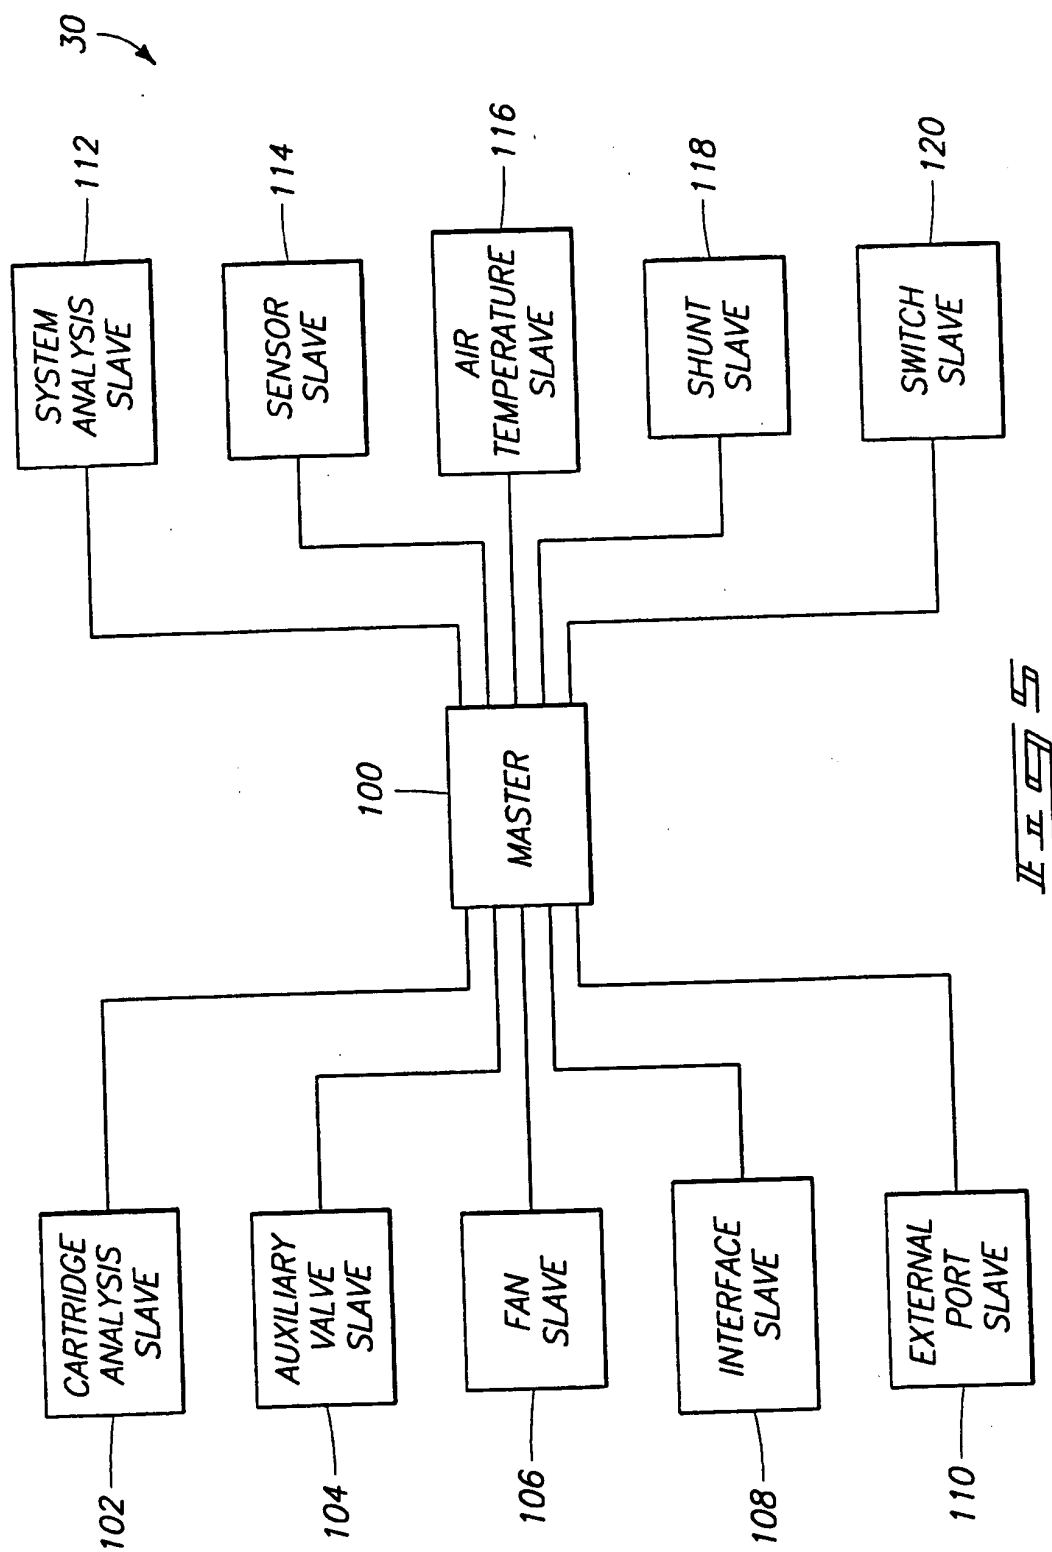 30
102
CARTRIDGE
ANALYSIS
SLAVE
104
AUXILIARY
VALVE
SLAVE
106
FAN
SLAVE
108
INTERFACE
SLAVE
110
EXTERNAL
PORT
SLAVE
100
MASTER
SYSTEM
ANALYSIS
SLAVE
112
SENSOR
SLAVE
114
AIR
TEMPERATURE
SLAVE
116
SHUNT
SLAVE
118
SWITCH
SLAVE
120
FIG 5